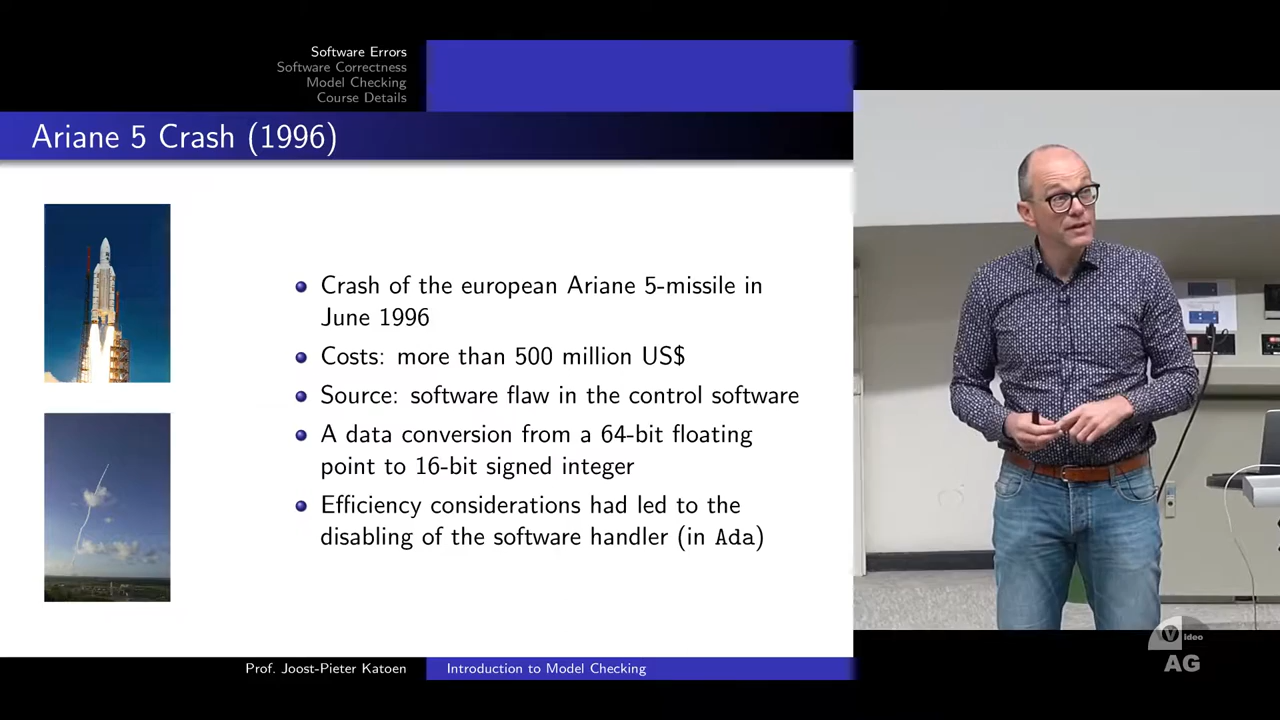 Software Errors
Software Correctness
Model Checking
Course Details
Ariane 5 Crash (1996)
Crash of the european Ariane 5-missile in
June 1996
Costs: more than 500 million US$
Source: software flaw in the control software
A data conversion from a 64-bit floating
point to 16-bit signed integer
Efficiency considerations had led to the
disabling of the software handler (in Ada)
Prof. Joost-Pieter Katoen
Introduction to Model Checking
Video
AG